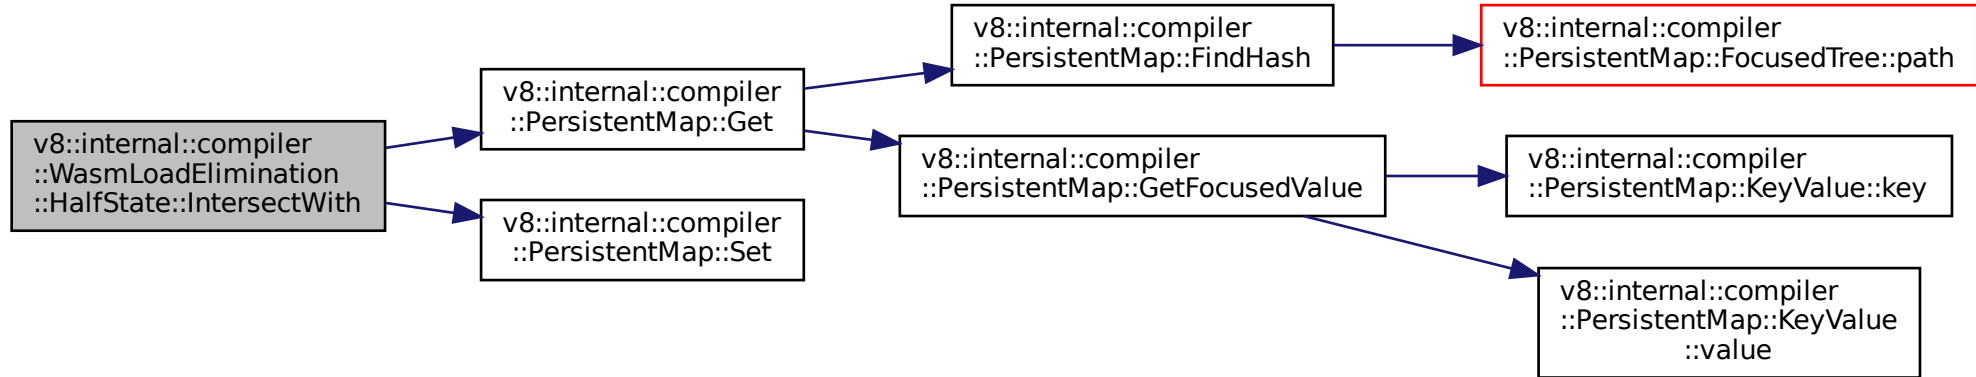 v8::internal::compiler
::WasmLoadElimination
::HalfState::IntersectWith
v8::internal::compiler
::PersistentMap::Get
v8::internal::compiler
::PersistentMap::Set
v8::internal::compiler
::PersistentMap::FindHash
v8::internal::compiler
::PersistentMap::GetFocusedValue
v8::internal::compiler
::PersistentMap::FocusedTree::path
v8::internal::compiler
::PersistentMap::KeyValue::key
v8::internal::compiler
::PersistentMap::KeyValue
::value